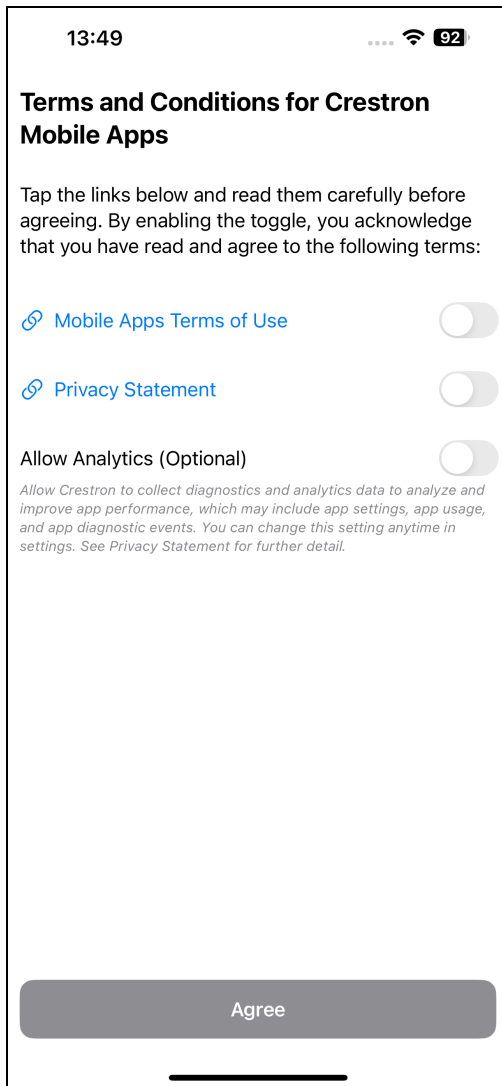 13:49
92
Terms and Conditions for Crestron
Mobile Apps
Tap the links below and read them carefully before
agreeing. By enabling the toggle, you acknowledge
that you have read and agree to the following terms:
Mobile Apps Terms of Use
Privacy Statement
Allow Analytics (Optional)
Allow Crestron to collect diagnostics and analytics data to analyze and
improve app performance, which may include app settings, app usage,
and app diagnostic events. You can change this setting anytime in
settings. See Privacy Statement for further detail.
Agree